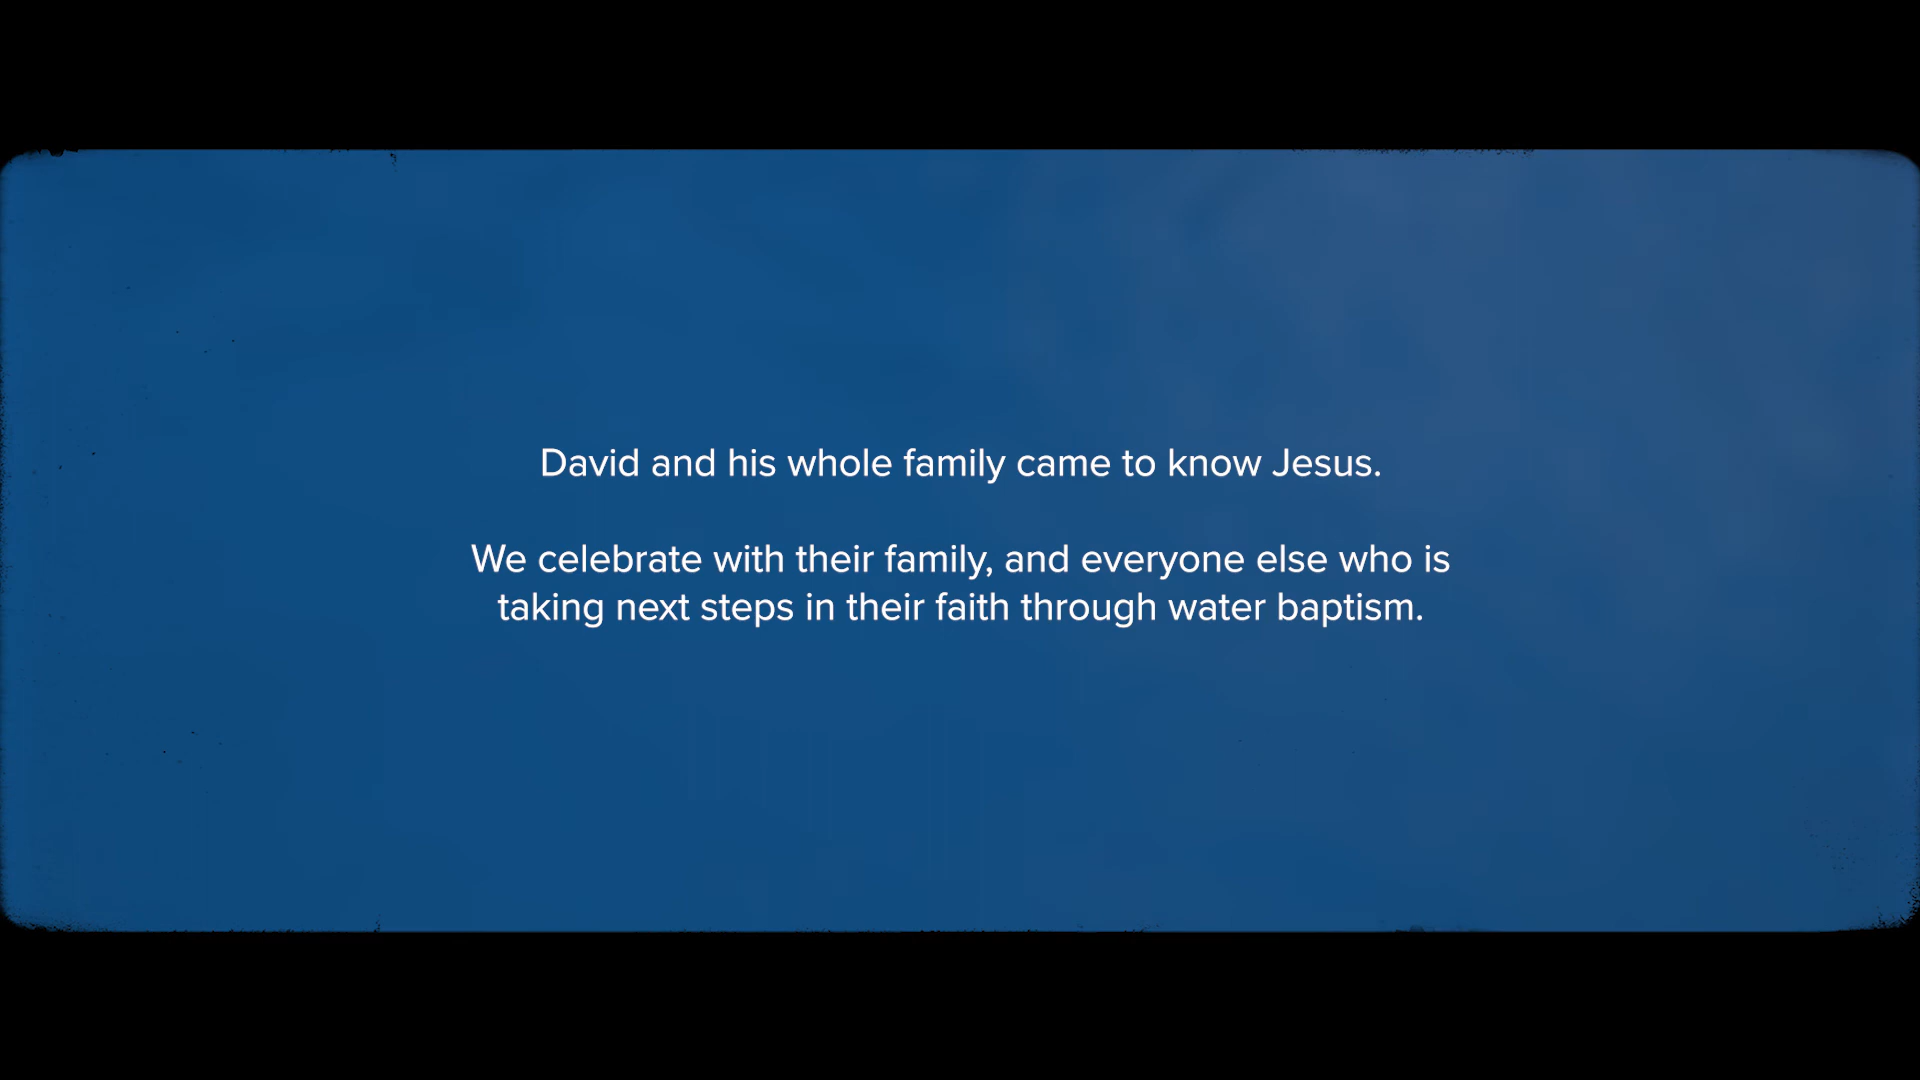 David and his whole family came to know Jesus.
We celebrate with their family, and everyone else who is
taking next steps in their faith through water baptism.